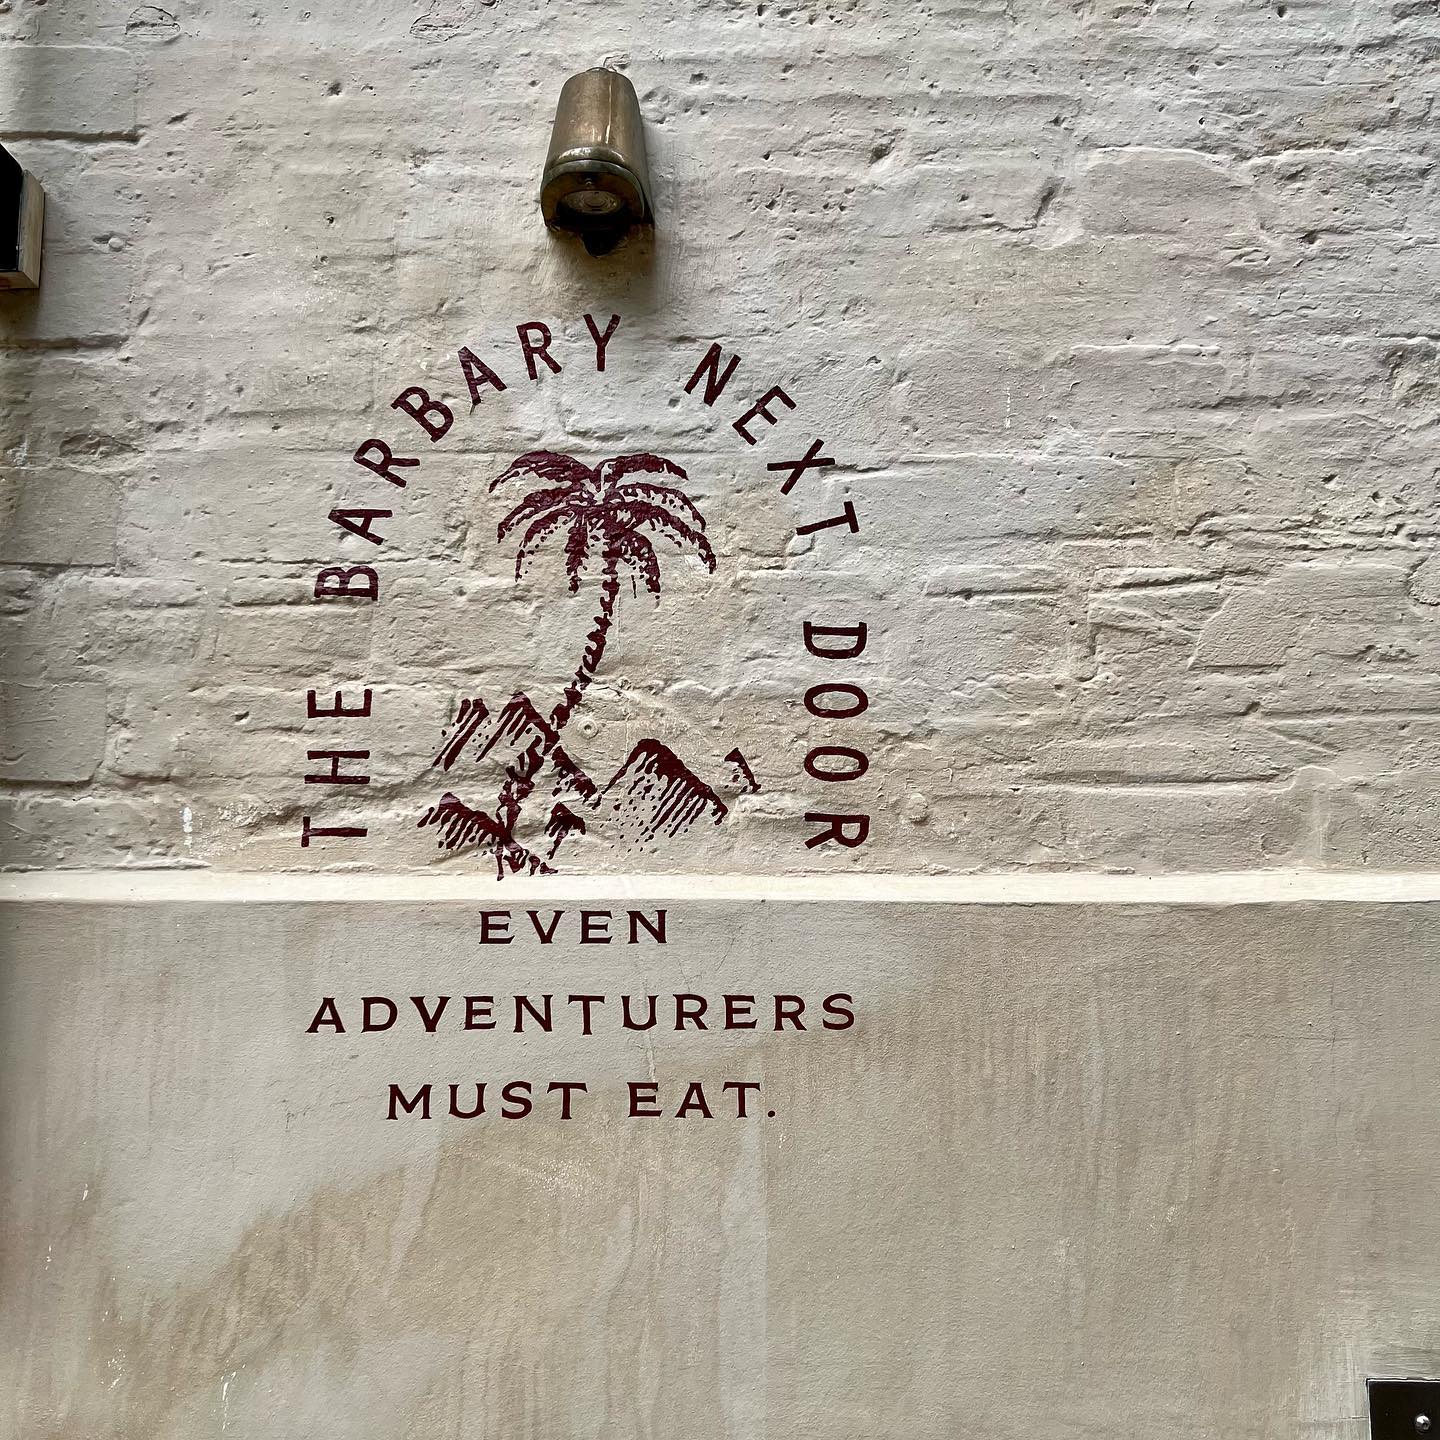 THE BARBARY NEXT DOOR
EVEN
ADVENTURERS
MUST EAT.